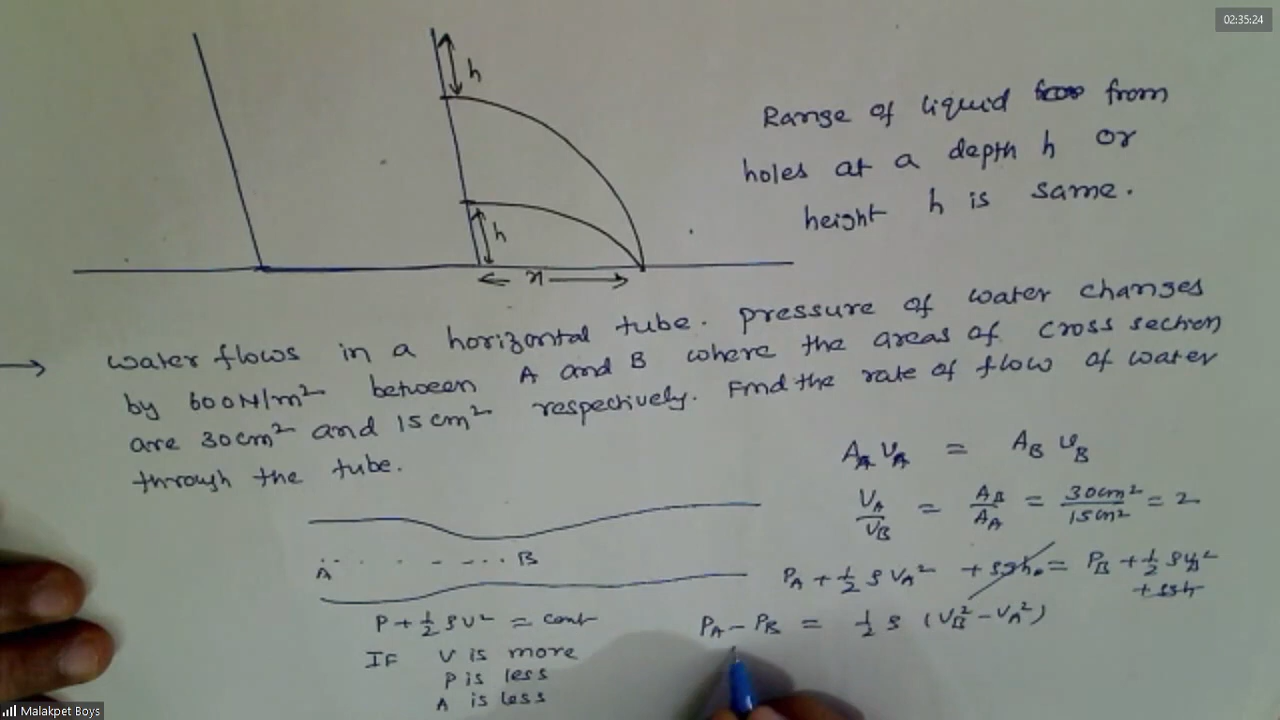 02:35:24
h
Range of liquid from
holes at a depth h or
height h is same.
h
x
→ Water flows in a horizontal tube. Pressure of water changes
by 600N/m² between A and B where the areas of cross section
are 30cm² and 15cm² respectively. Find the rate of flow of water
through the tube.
A_A V_A = A_B V_B
V_A/V_B = A_B/A_A = 30cm²/15cm² = 2
A B
P_A + 1/2 ρ V_A² + ρgh = P_B + 1/2 ρ V_B² + ρgh
P + 1/2 ρv² = const
P_A - P_B = 1/2 ρ (V_B² - V_A²)
IF V is more
P is less
A is less
Malakpet Boys